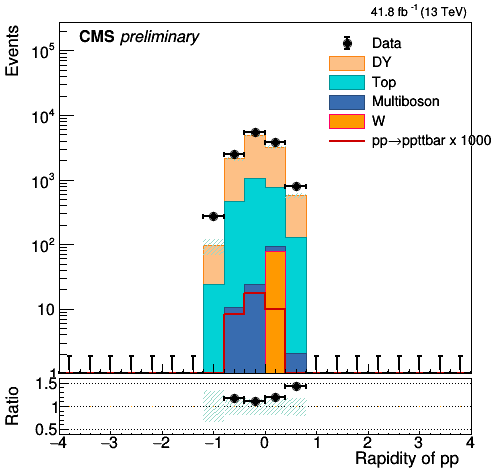 41.8 fb⁻¹ (13 TeV)
CMS preliminary
Events
10⁵
10⁴
10³
10²
10
1
Data
DY
Top
Multiboson
W
pp→ppttbar x 1000
Ratio
1.5
1
0.5
−4 −3 −2 −1 0 1 2 3 4
Rapidity of pp